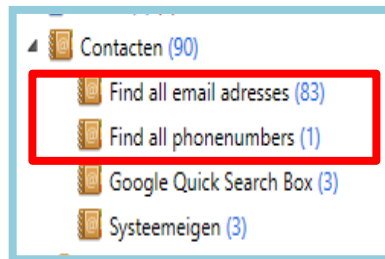 Contacten (90)
Find all email adresses (83)
Find all phonenumbers (1)
Google Quick Search Box (3)
Systeemeigen (3)